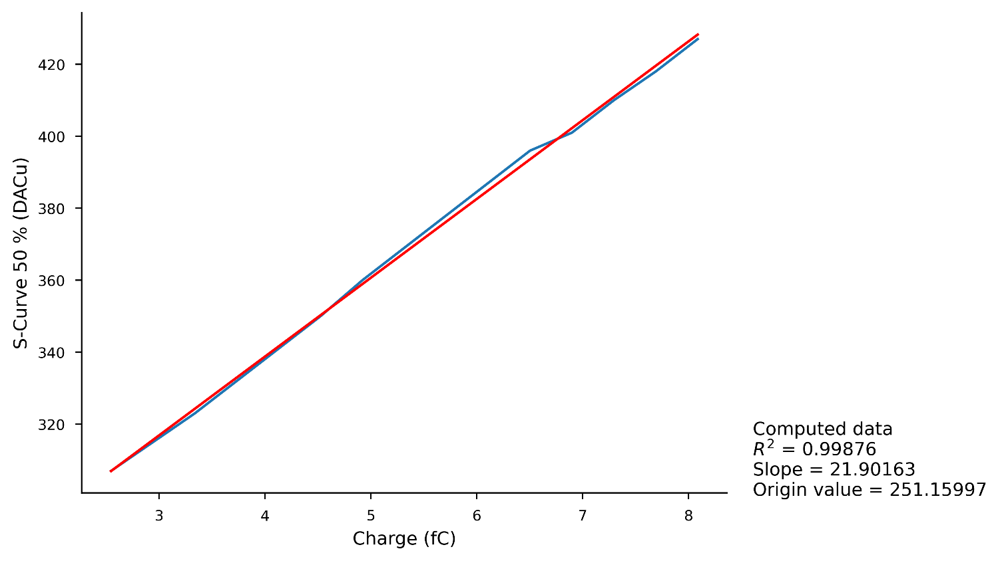 420
400
380
360
340
320
S-Curve 50 % (DACu)
3 4 5 6 7 8
Charge (fC)
Computed data
R² = 0.99876
Slope = 21.90163
Origin value = 251.15997